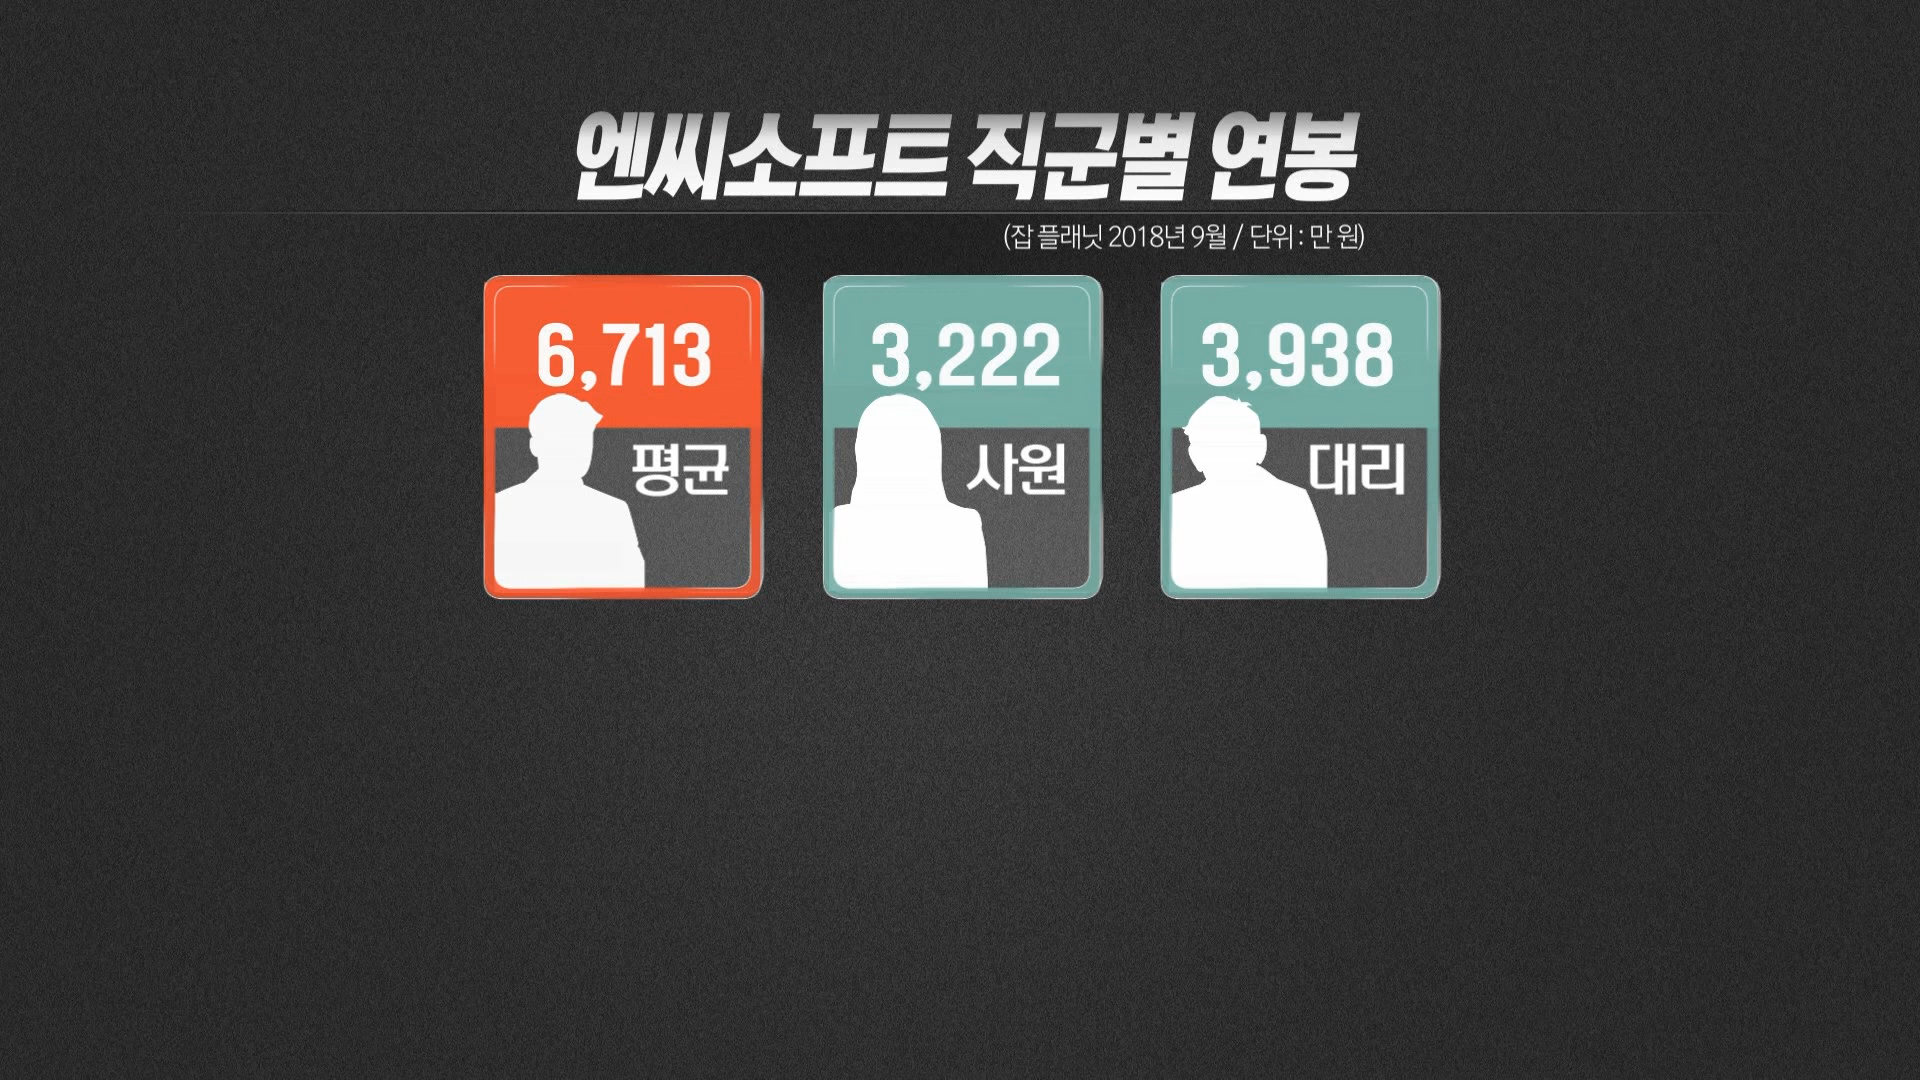 엔씨소프트 직군별 연봉
(잡플래닛 2018년 9월 / 단위 : 만 원)
6,713
평균
3,222
사원
3,938
대리